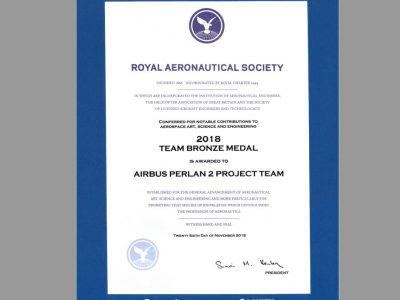 ROYAL AERONAUTICAL SOCIETY
FOUNDED 1866 INCORPORATED BY ROYAL CHARTER 1949
IN WHICH ARE INCORPORATED THE INSTITUTION OF AERONAUTICAL ENGINEERS,
THE HELICOPTER ASSOCIATION OF GREAT BRITAIN AND THE SOCIETY
OF LICENSED AIRCRAFT ENGINEERS AND TECHNOLOGISTS
CONFERRED FOR NOTABLE CONTRIBUTIONS TO
AEROSPACE ART, SCIENCE AND ENGINEERING
2018
TEAM BRONZE MEDAL
IS AWARDED TO
AIRBUS PERLAN 2 PROJECT TEAM
ESTABLISHED FOR THE GENERAL ADVANCEMENT OF AERONAUTICAL
ART, SCIENCE AND ENGINEERING AND MORE PARTICULARLY FOR
PROMOTING THAT SPECIES OF KNOWLEDGE WHICH DISTINGUISHES
THE PROFESSION OF AERONAUTICS
WITNESS HAND AND SEAL
TWENTY SIXTH DAY OF NOVEMBER 2018
PRESIDENT